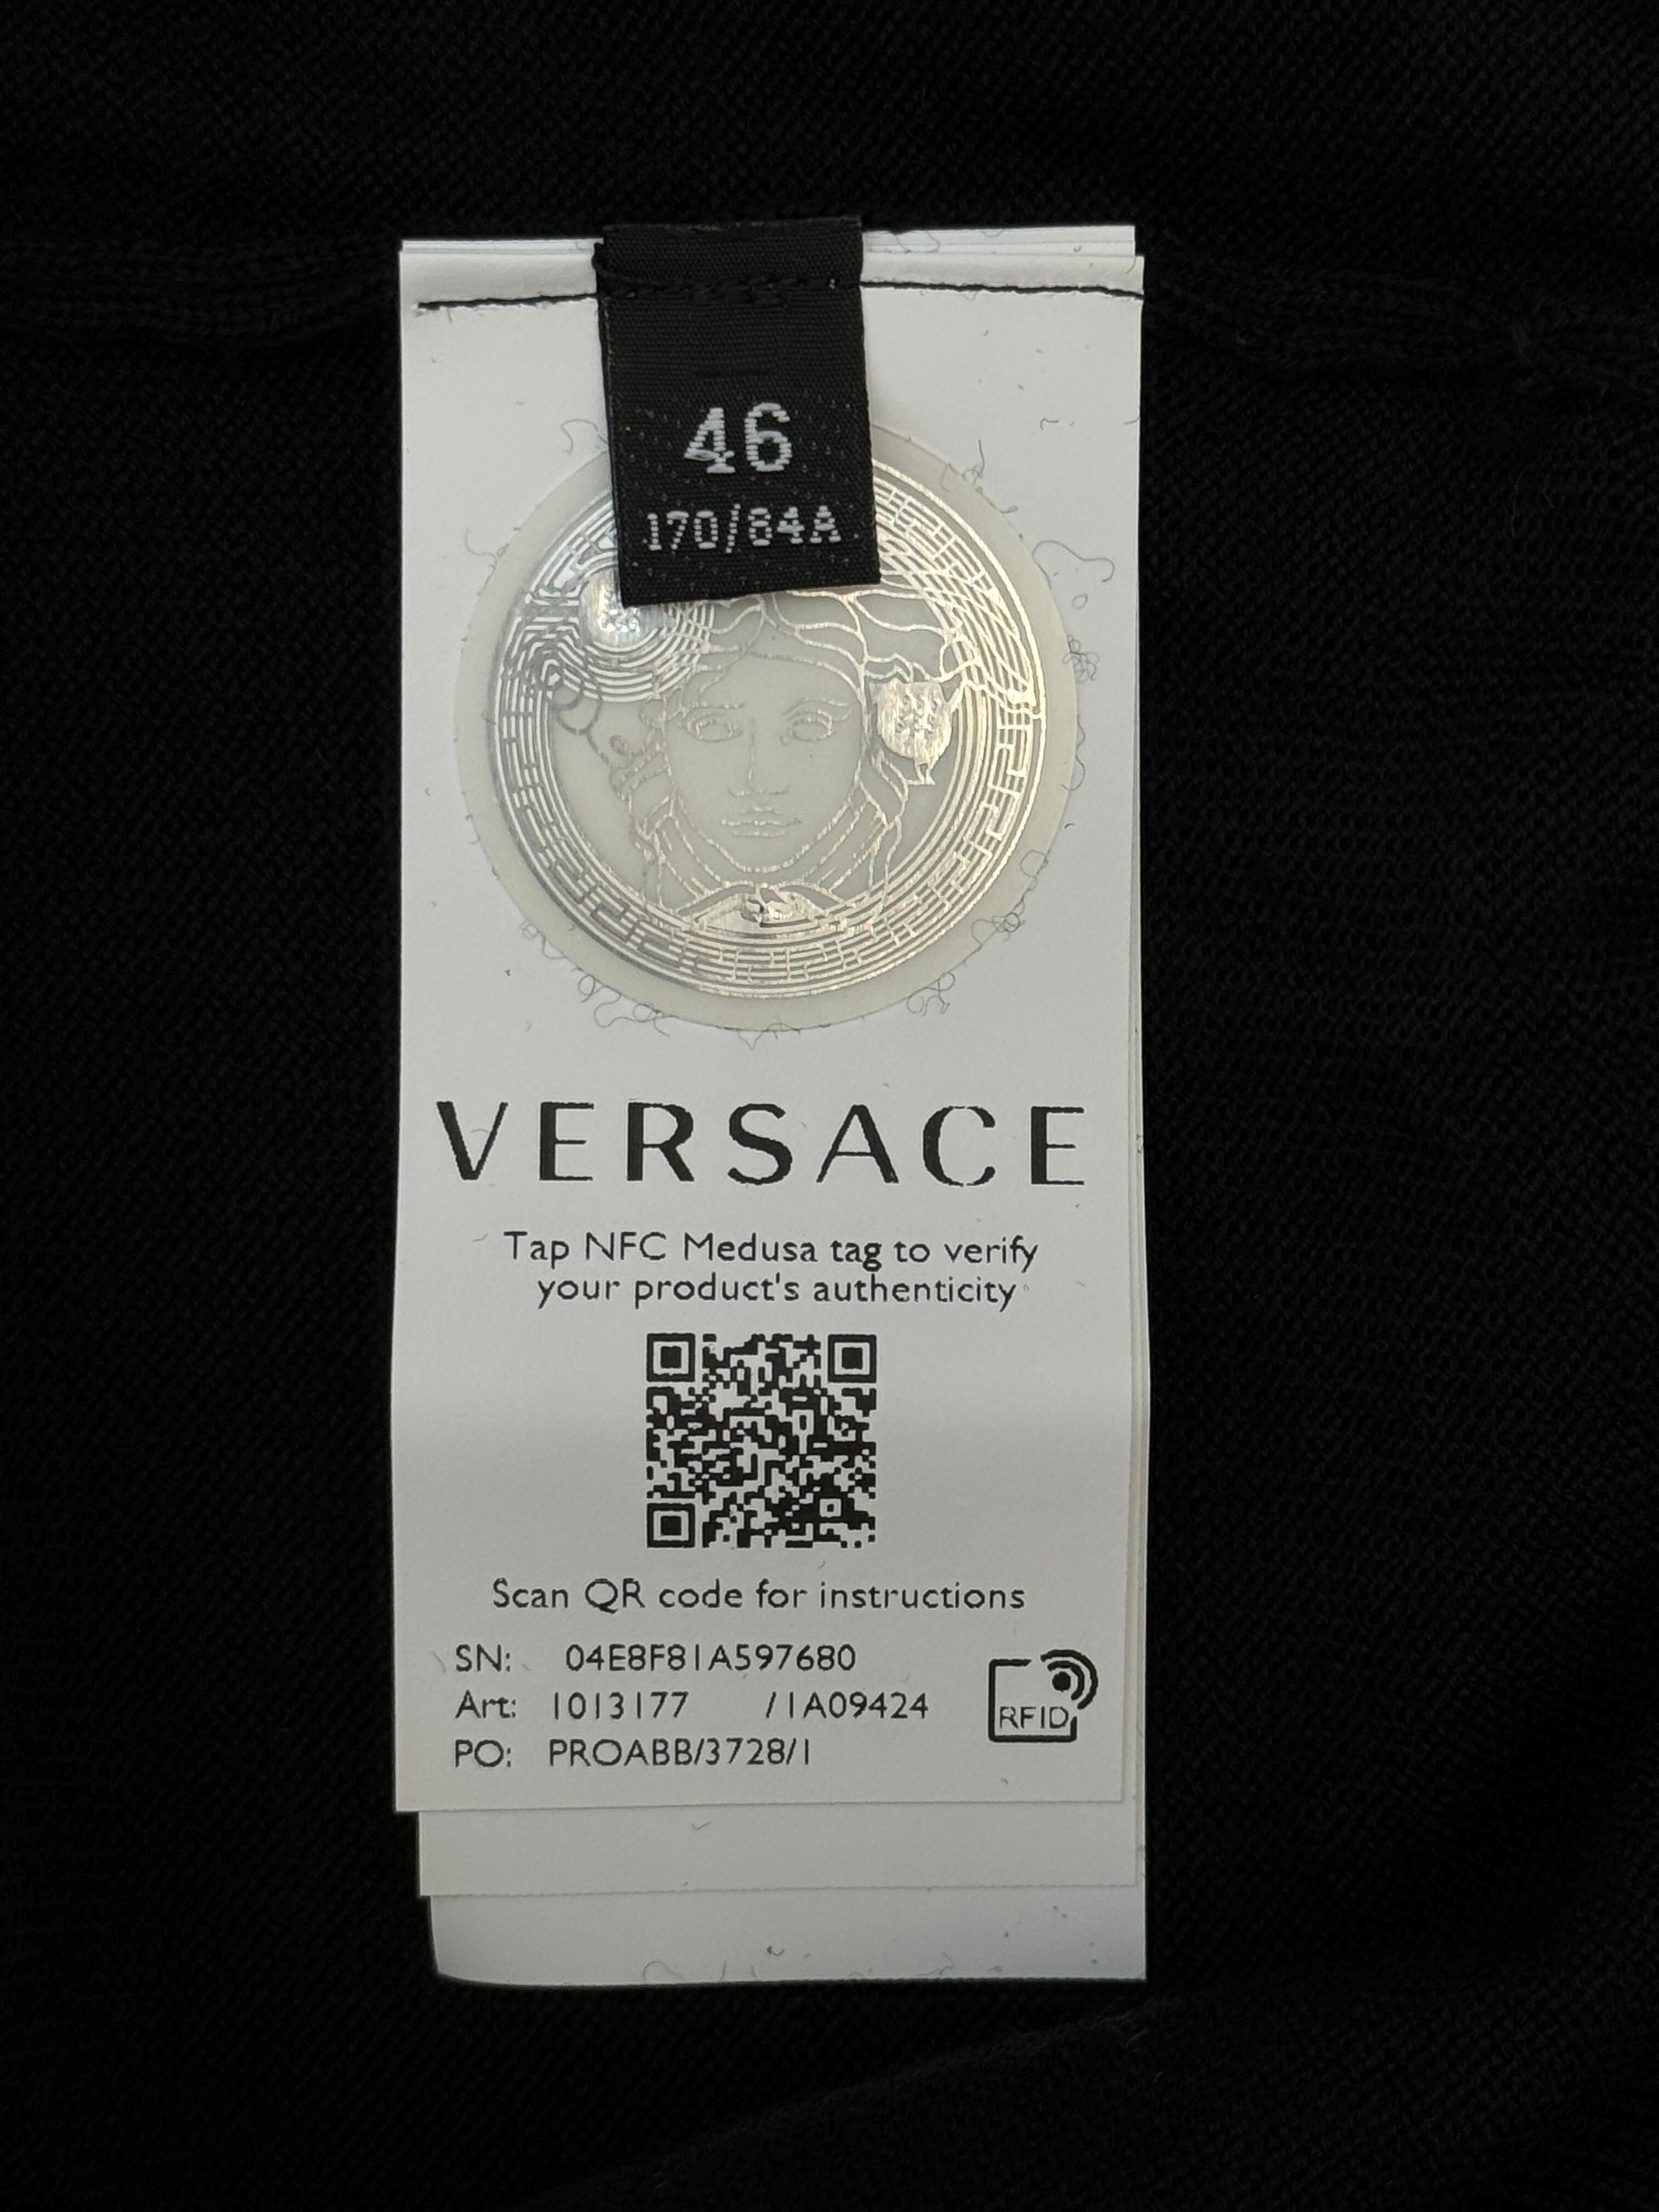 46
170/84A
VERSACE
Tap NFC Medusa tag to verify
your product's authenticity
Scan QR code for instructions
SN: 04E8F81A597680
Art: 1013177 /1A09424
PO: PROABB/3728/1
RFID